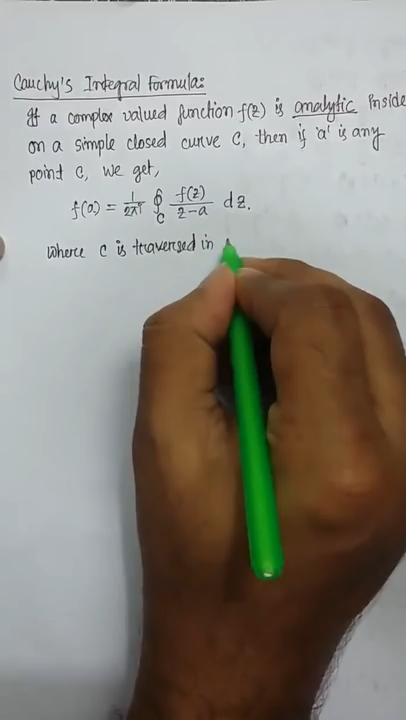 Cauchy's Integral Formula:
If a complex valued function f(z) is analytic inside
on a simple closed curve C, then if 'a' is any
point C, we get,
f(a) = 1/2πi ∮_C f(z)/z-a dz.
Where C is traversed in